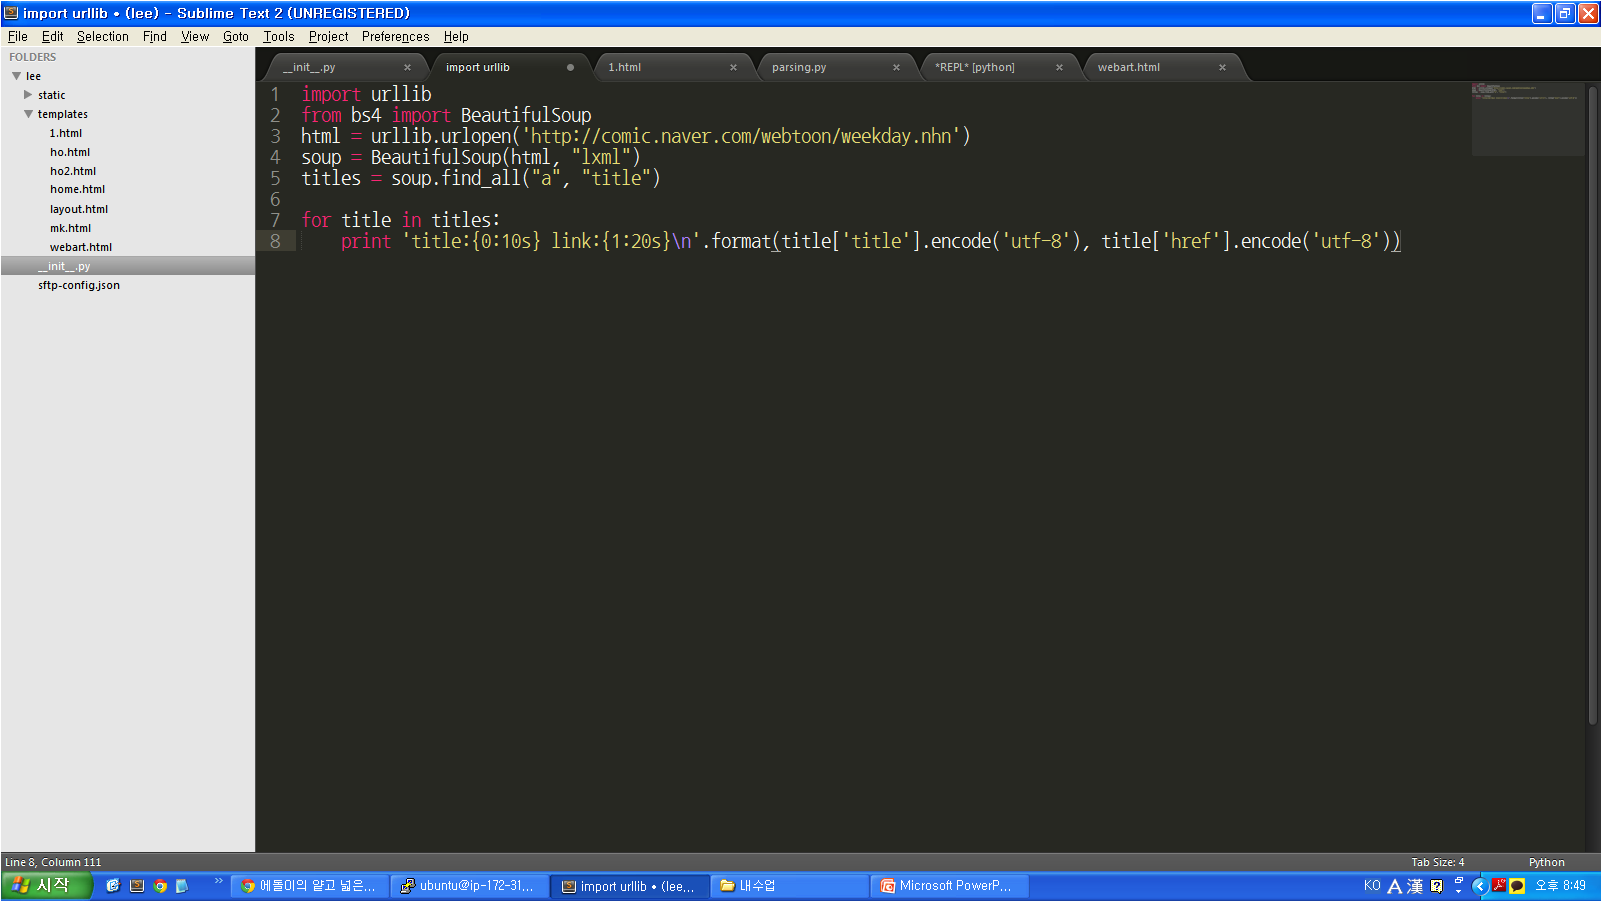 import urllib • (lee) - Sublime Text 2 (UNREGISTERED)
File Edit Selection Find View Goto Tools Project Preferences Help
FOLDERS
lee
static
templates
1.html
ho.html
ho2.html
home.html
layout.html
mk.html
webart.html
__init__.py
sftp-config.json
__init__.py × import urllib 1.html × parsing.py × *REPL* [python] × webart.html ×
1 import urllib
2 from bs4 import BeautifulSoup
3 html = urllib.urlopen('http://comic.naver.com/webtoon/weekday.nhn')
4 soup = BeautifulSoup(html, "lxml")
5 titles = soup.find_all("a", "title")
6
7 for title in titles:
8 print 'title:{0:10s} link:{1:20s}\n'.format(title['title'].encode('utf-8'), title['href'].encode('utf-8'))
Line 8, Column 111 Tab Size: 4 Python
시작 에돌이의 얕고 넓은... ubuntu@ip-172-31... import urllib • (lee... 내수업 Microsoft PowerP... KO A 漢 오후 8:49